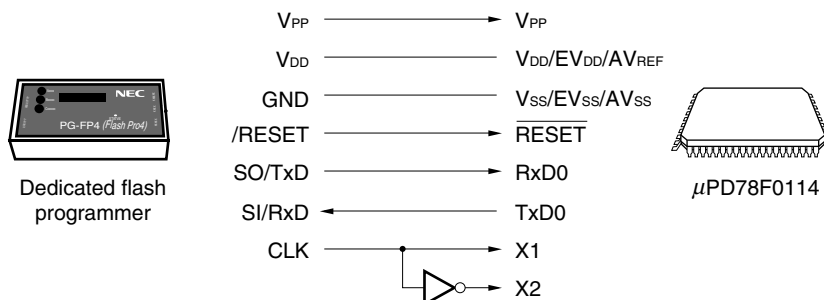 VPP VPP
VDD VDD/EVDD/AVREF
GND VSS/EVSS/AVSS
/RESET RESET
SO/TxD RxD0
SI/RxD TxD0
CLK X1
X2
NEC
PG-FP4 (Flash Pro4)
Dedicated flash
programmer
μPD78F0114